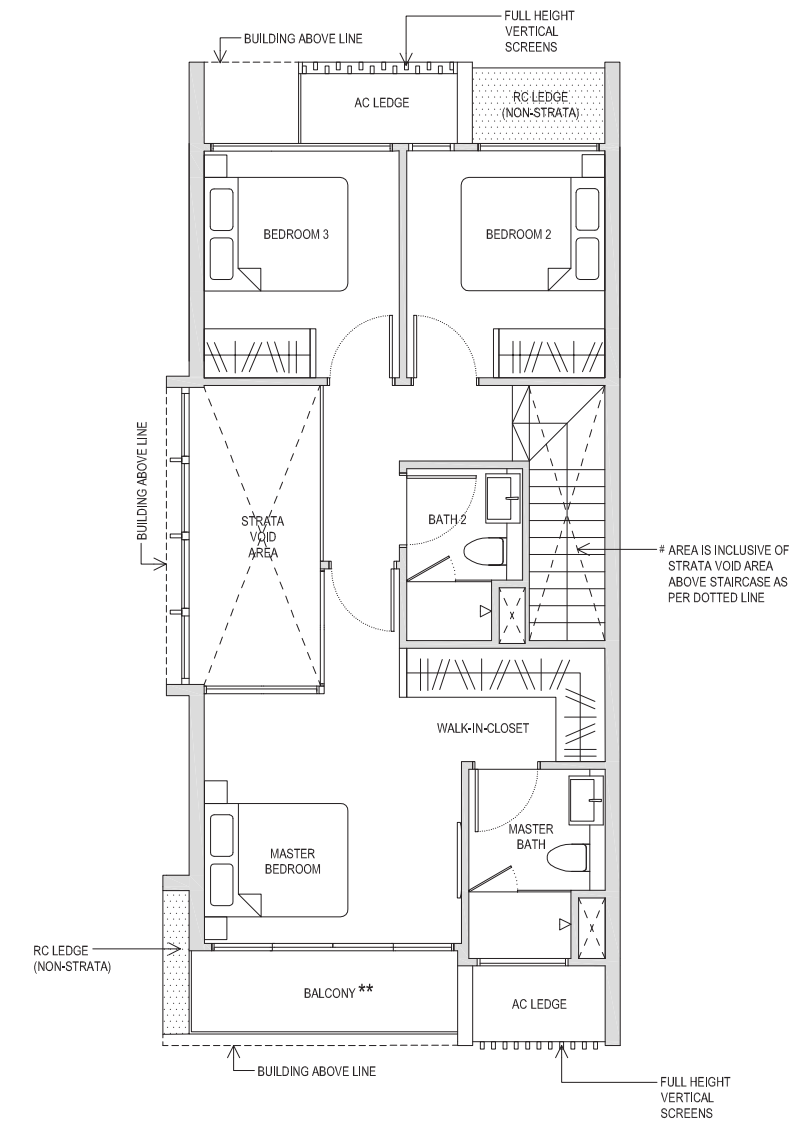 FULL HEIGHT
VERTICAL
SCREENS
BUILDING ABOVE LINE
AC LEDGE
RC LEDGE
(NON-STRATA)
BEDROOM 3
BEDROOM 2
BUILDING ABOVE LINE
STRATA
VOID
AREA
BATH 2
# AREA IS INCLUSIVE OF
STRATA VOID AREA
ABOVE STAIRCASE AS
PER DOTTED LINE
WALK-IN-CLOSET
MASTER
BATH
MASTER
BEDROOM
RC LEDGE
(NON-STRATA)
BALCONY **
AC LEDGE
BUILDING ABOVE LINE
FULL HEIGHT
VERTICAL
SCREENS